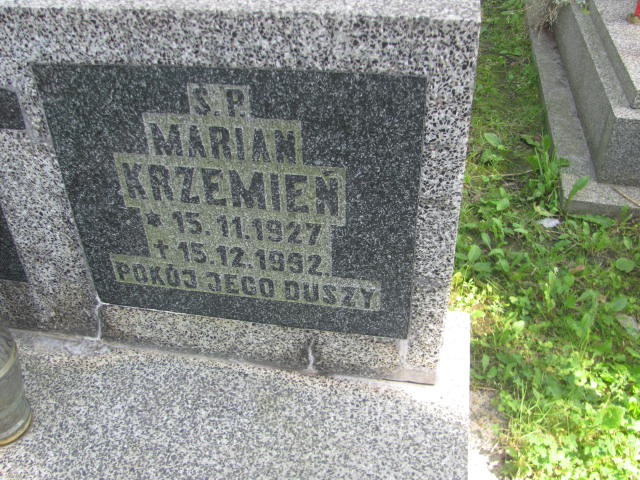 Ś. P.
MARIAN
KRZEMIEŃ
* 15.11.1927
✝ 15.12.1992
POKÓJ JEGO DUSZY